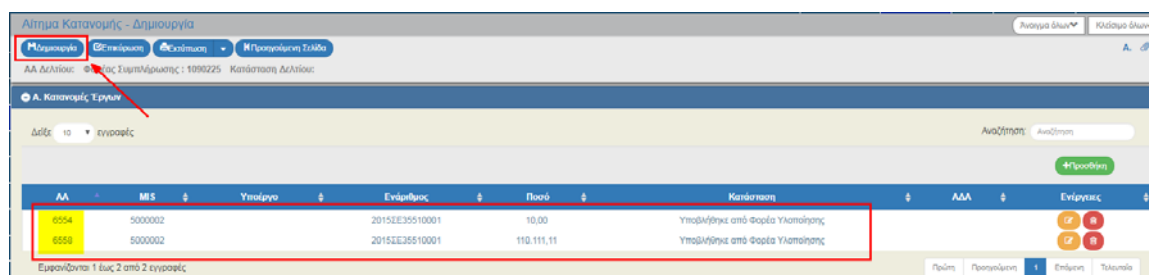 Αίτημα Κατανομής - Δημιουργία
Άνοιγμα όλων Κλείσιμο όλων
Δημιουργία Επικύρωση Εκτύπωση Προηγούμενη Σελίδα
Α.
ΑΑ Δελτίου: Φορέας Συμπλήρωσης : 1090225 Κατάσταση Δελτίου:
Α. Κατανομές Έργων
Δείξε 10 εγγραφές
Αναζήτηση: Αναζήτηση
+Προσθήκη
ΑΑ MIS Υποέργο Ενάριθμος Ποσό Κατάσταση ΑΔΑ Ενέργειες
6554 5000002 2015ΣΕ35510001 10,00 Υποβλήθηκε από Φορέα Υλοποίησης
6558 5000002 2015ΣΕ35510001 110.111,11 Υποβλήθηκε από Φορέα Υλοποίησης
Εμφανίζονται 1 έως 2 από 2 εγγραφές
Πρώτη Προηγούμενη 1 Επόμενη Τελευταία